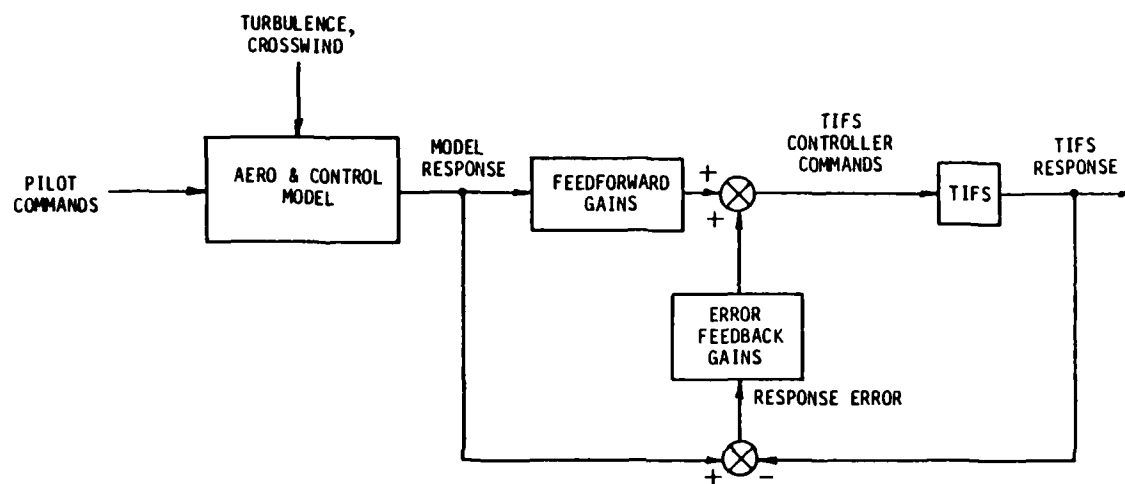 TURBULENCE,
CROSSWIND
PILOT
COMMANDS
AERO & CONTROL
MODEL
MODEL
RESPONSE
FEEDFORWARD
GAINS
+
+
TIFS
CONTROLLER
COMMANDS
TIFS
TIFS
RESPONSE
ERROR
FEEDBACK
GAINS
RESPONSE ERROR
+
-